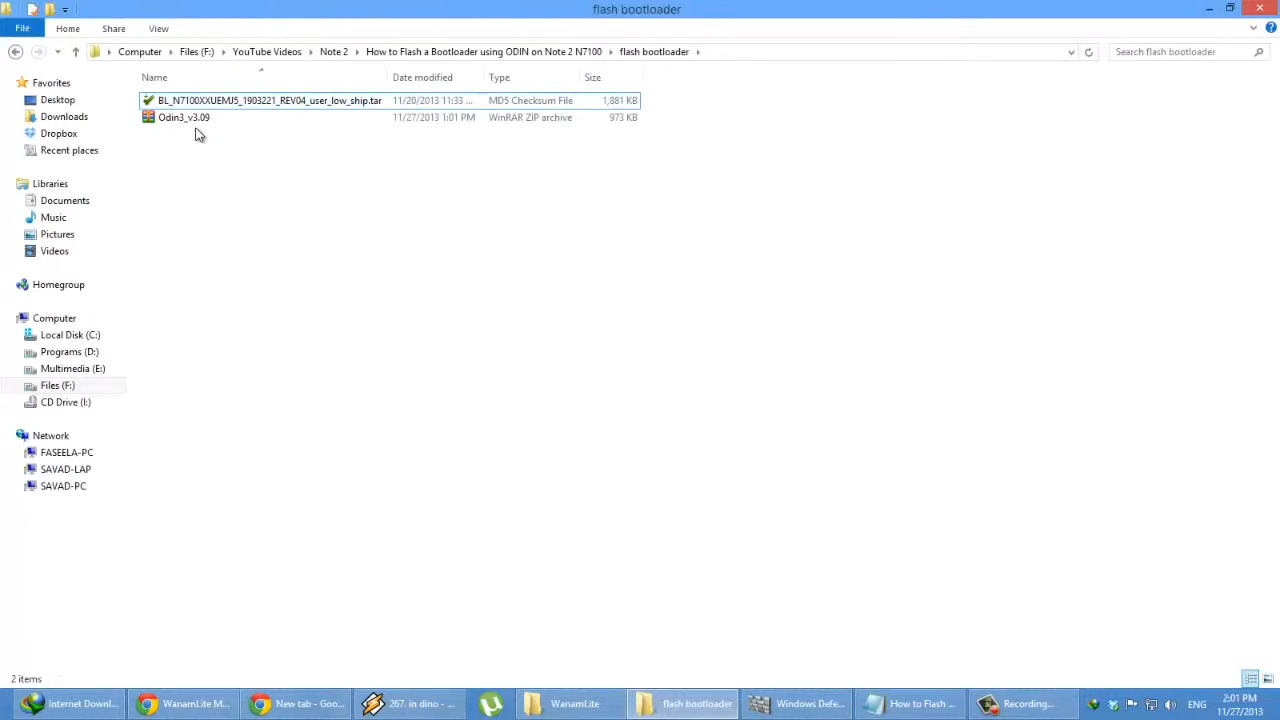 flash bootloader
File Home Share View
Computer Files (F:) YouTube Videos Note 2 How to Flash a Bootloader using ODIN on Note 2 N7100 flash bootloader Search flash bootloader
Name Date modified Type Size
BL_N7100XXUEMJ5_1903221_REV04_user_low_ship.tar 11/20/2013 11:33 ... MD5 Checksum File 1,881 KB
Odin3_v3.09 11/27/2013 1:01 PM WinRAR ZIP archive 973 KB
Favorites
Desktop
Downloads
Dropbox
Recent places
Libraries
Documents
Music
Pictures
Videos
Homegroup
Computer
Local Disk (C:)
Programs (D:)
Multimedia (E:)
Files (F:)
CD Drive (I:)
Network
FASEELA-PC
SAVAD-LAP
SAVAD-PC
2 items
Internet Downl... WanamLite M... New tab - Goo... 267. in dino - ... WanamLite flash bootloader Windows Defe... How to Flash ... Recording... ENG 2:01 PM
11/27/2013